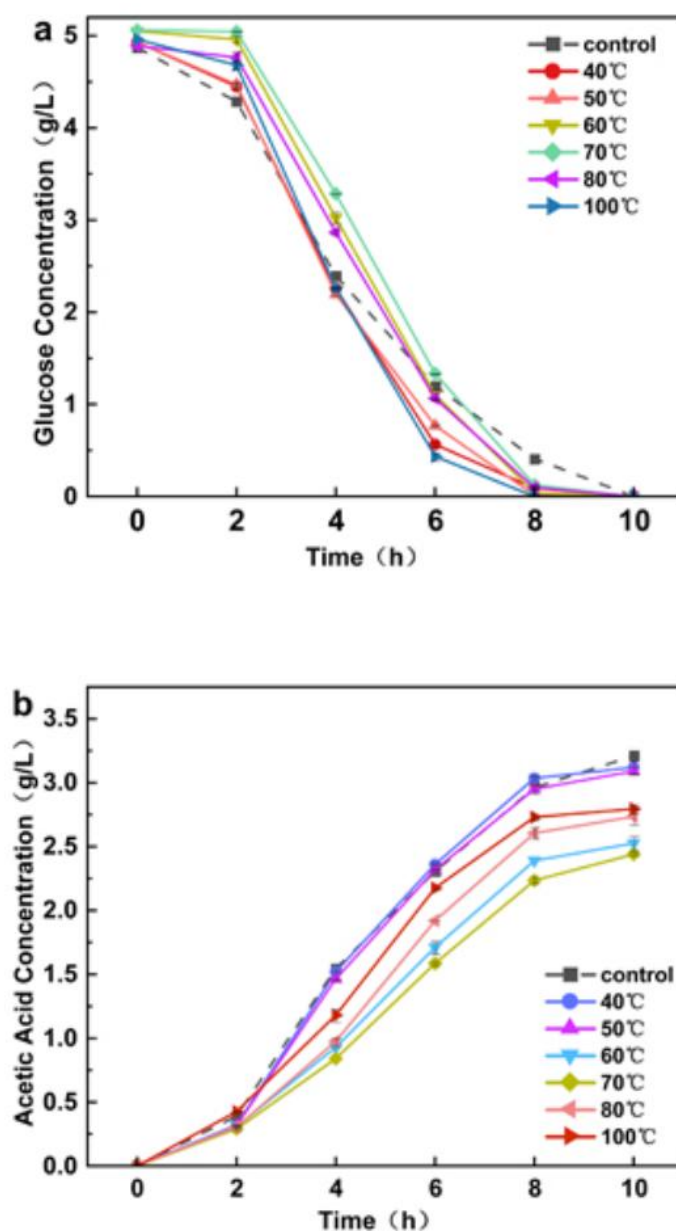 a
Glucose Concentration（g/L）
5
4
3
2
1
0
control
40℃
50℃
60℃
70℃
80℃
100℃
0 2 4 6 8 10
Time（h）
b
Acetic Acid Concentration（g/L）
3.5
3.0
2.5
2.0
1.5
1.0
0.5
0.0
control
40℃
50℃
60℃
70℃
80℃
100℃
0 2 4 6 8 10
Time（h）